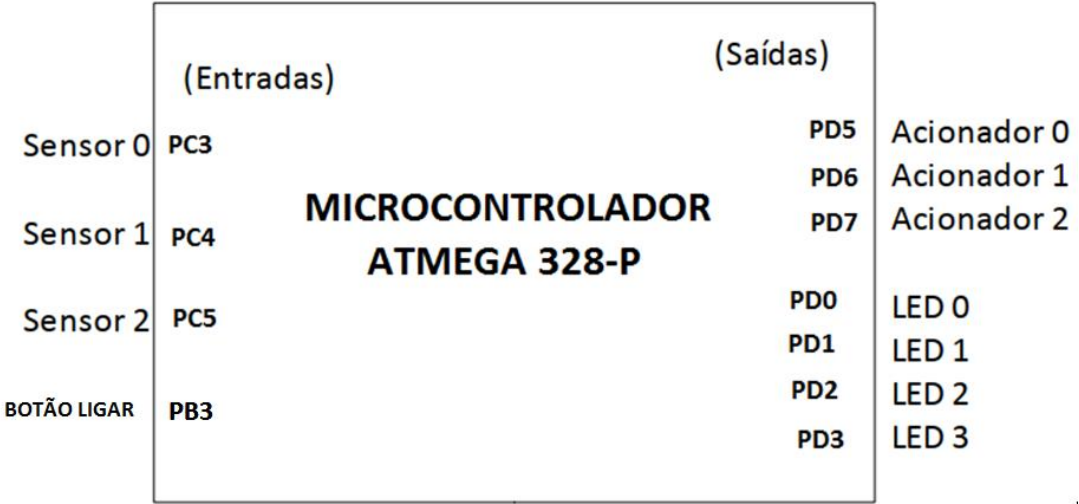 (Entradas)
(Saídas)
Sensor 0 PC3
Sensor 1 PC4
Sensor 2 PC5
BOTÃO LIGAR PB3
MICROCONTROLADOR
ATMEGA 328-P
PD5 Acionador 0
PD6 Acionador 1
PD7 Acionador 2
PD0 LED 0
PD1 LED 1
PD2 LED 2
PD3 LED 3